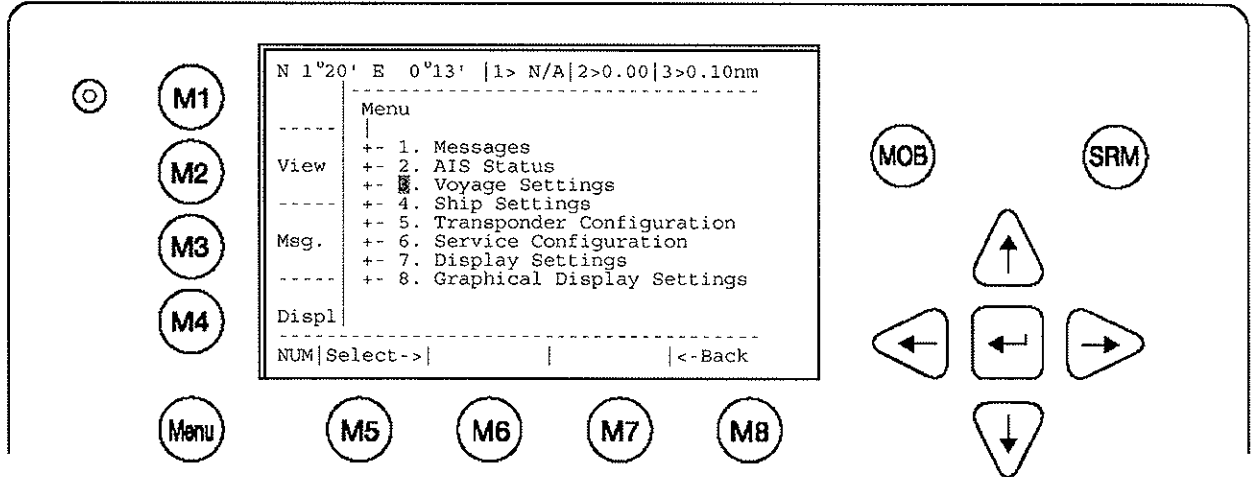 N 1°20' E 0°13' |1> N/A|2>0.00|3>0.10nm
Menu
+- 1. Messages
+- 2. AIS Status
+- 3. Voyage Settings
+- 4. Ship Settings
+- 5. Transponder Configuration
+- 6. Service Configuration
+- 7. Display Settings
+- 8. Graphical Display Settings
View
Msg.
Displ
NUM|Select->| | |<-Back
M1
M2
M3
M4
Menu
M5
M6
M7
M8
MOB
SRM